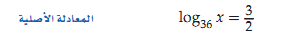 المعادلة الأصلية log₃₆ x = 3/2